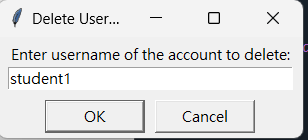 Delete User...
Enter username of the account to delete:
student1
OK
Cancel